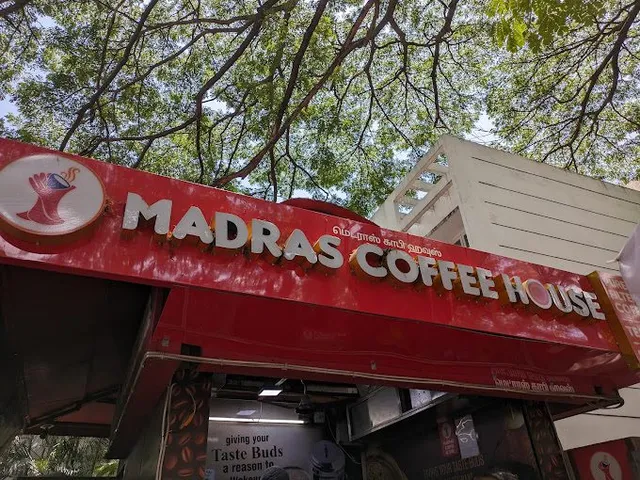 மெட்ராஸ் காபி ஹவுஸ்
MADRAS COFFEE HOUSE
giving your
Taste Buds
a reason to